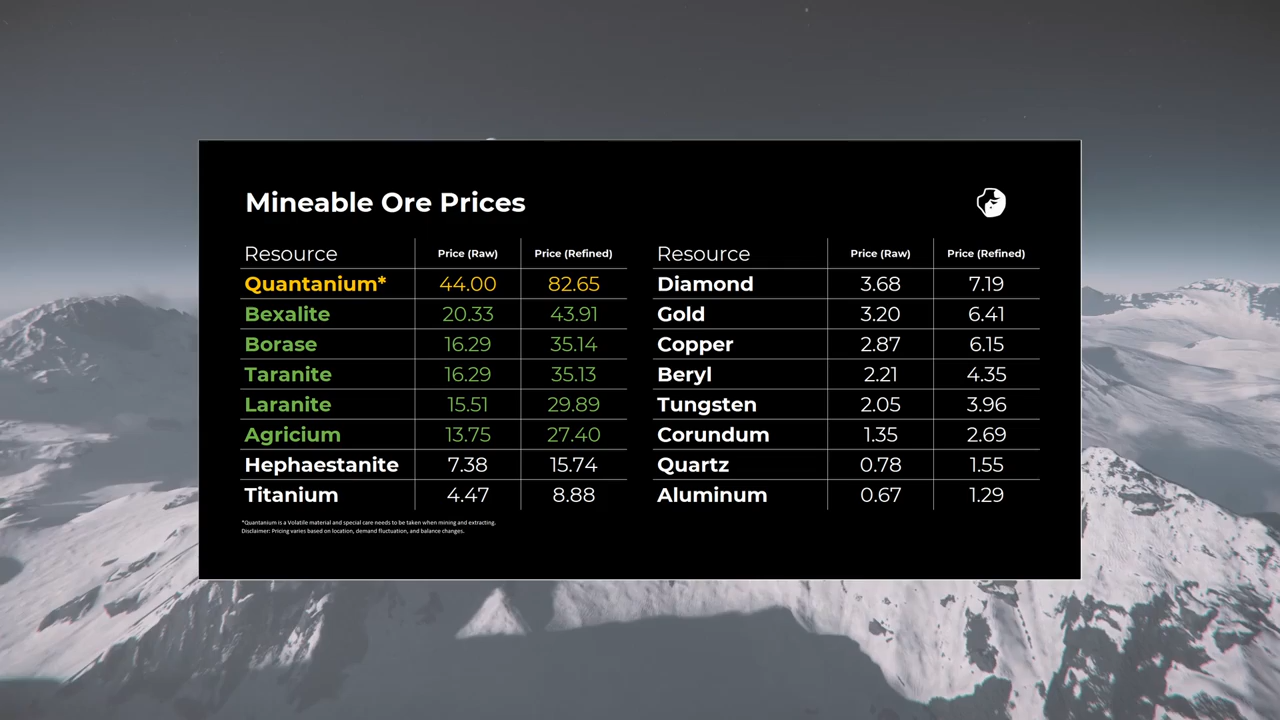 Mineable Ore Prices
Resource Price (Raw) Price (Refined) Resource Price (Raw) Price (Refined)
Quantanium* 44.00 82.65 Diamond 3.68 7.19
Bexalite 20.33 43.91 Gold 3.20 6.41
Borase 16.29 35.14 Copper 2.87 6.15
Taranite 16.29 35.13 Beryl 2.21 4.35
Laranite 15.51 29.89 Tungsten 2.05 3.96
Agricium 13.75 27.40 Corundum 1.35 2.69
Hephaestanite 7.38 15.74 Quartz 0.78 1.55
Titanium 4.47 8.88 Aluminum 0.67 1.29
*Quantanium is a Volatile material and special care needs to be taken when mining and extracting.
Disclaimer: Pricing varies based on location, demand fluctuation, and balance changes.